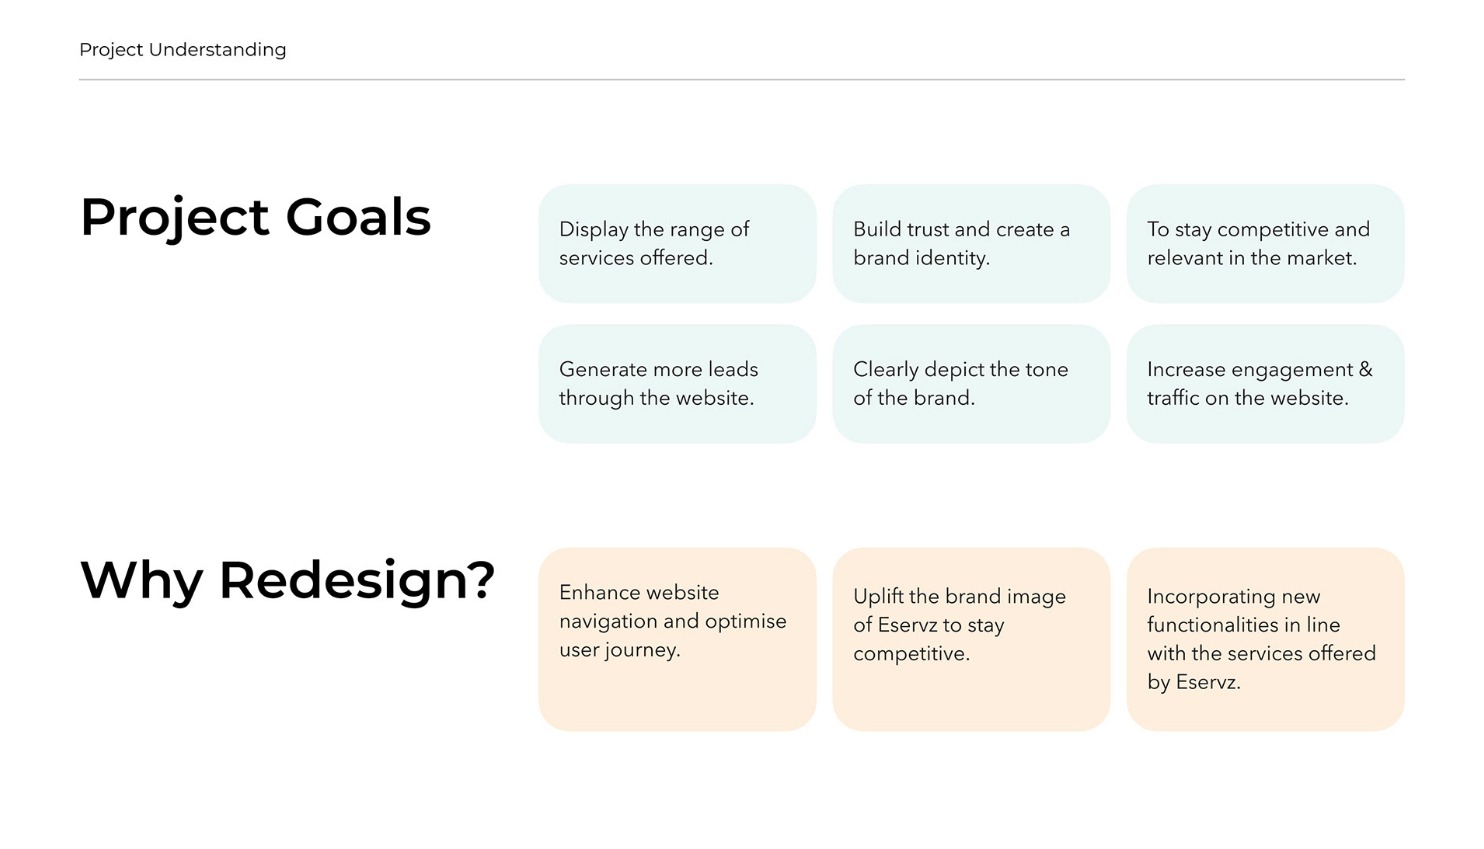 Project Understanding
Project Goals
Display the range of
services offered.
Build trust and create a
brand identity.
To stay competitive and
relevant in the market.
Generate more leads
through the website.
Clearly depict the tone
of the brand.
Increase engagement &
traffic on the website.
Why Redesign?
Enhance website
navigation and optimise
user journey.
Uplift the brand image
of Eservz to stay
competitive.
Incorporating new
functionalities in line
with the services offered
by Eservz.